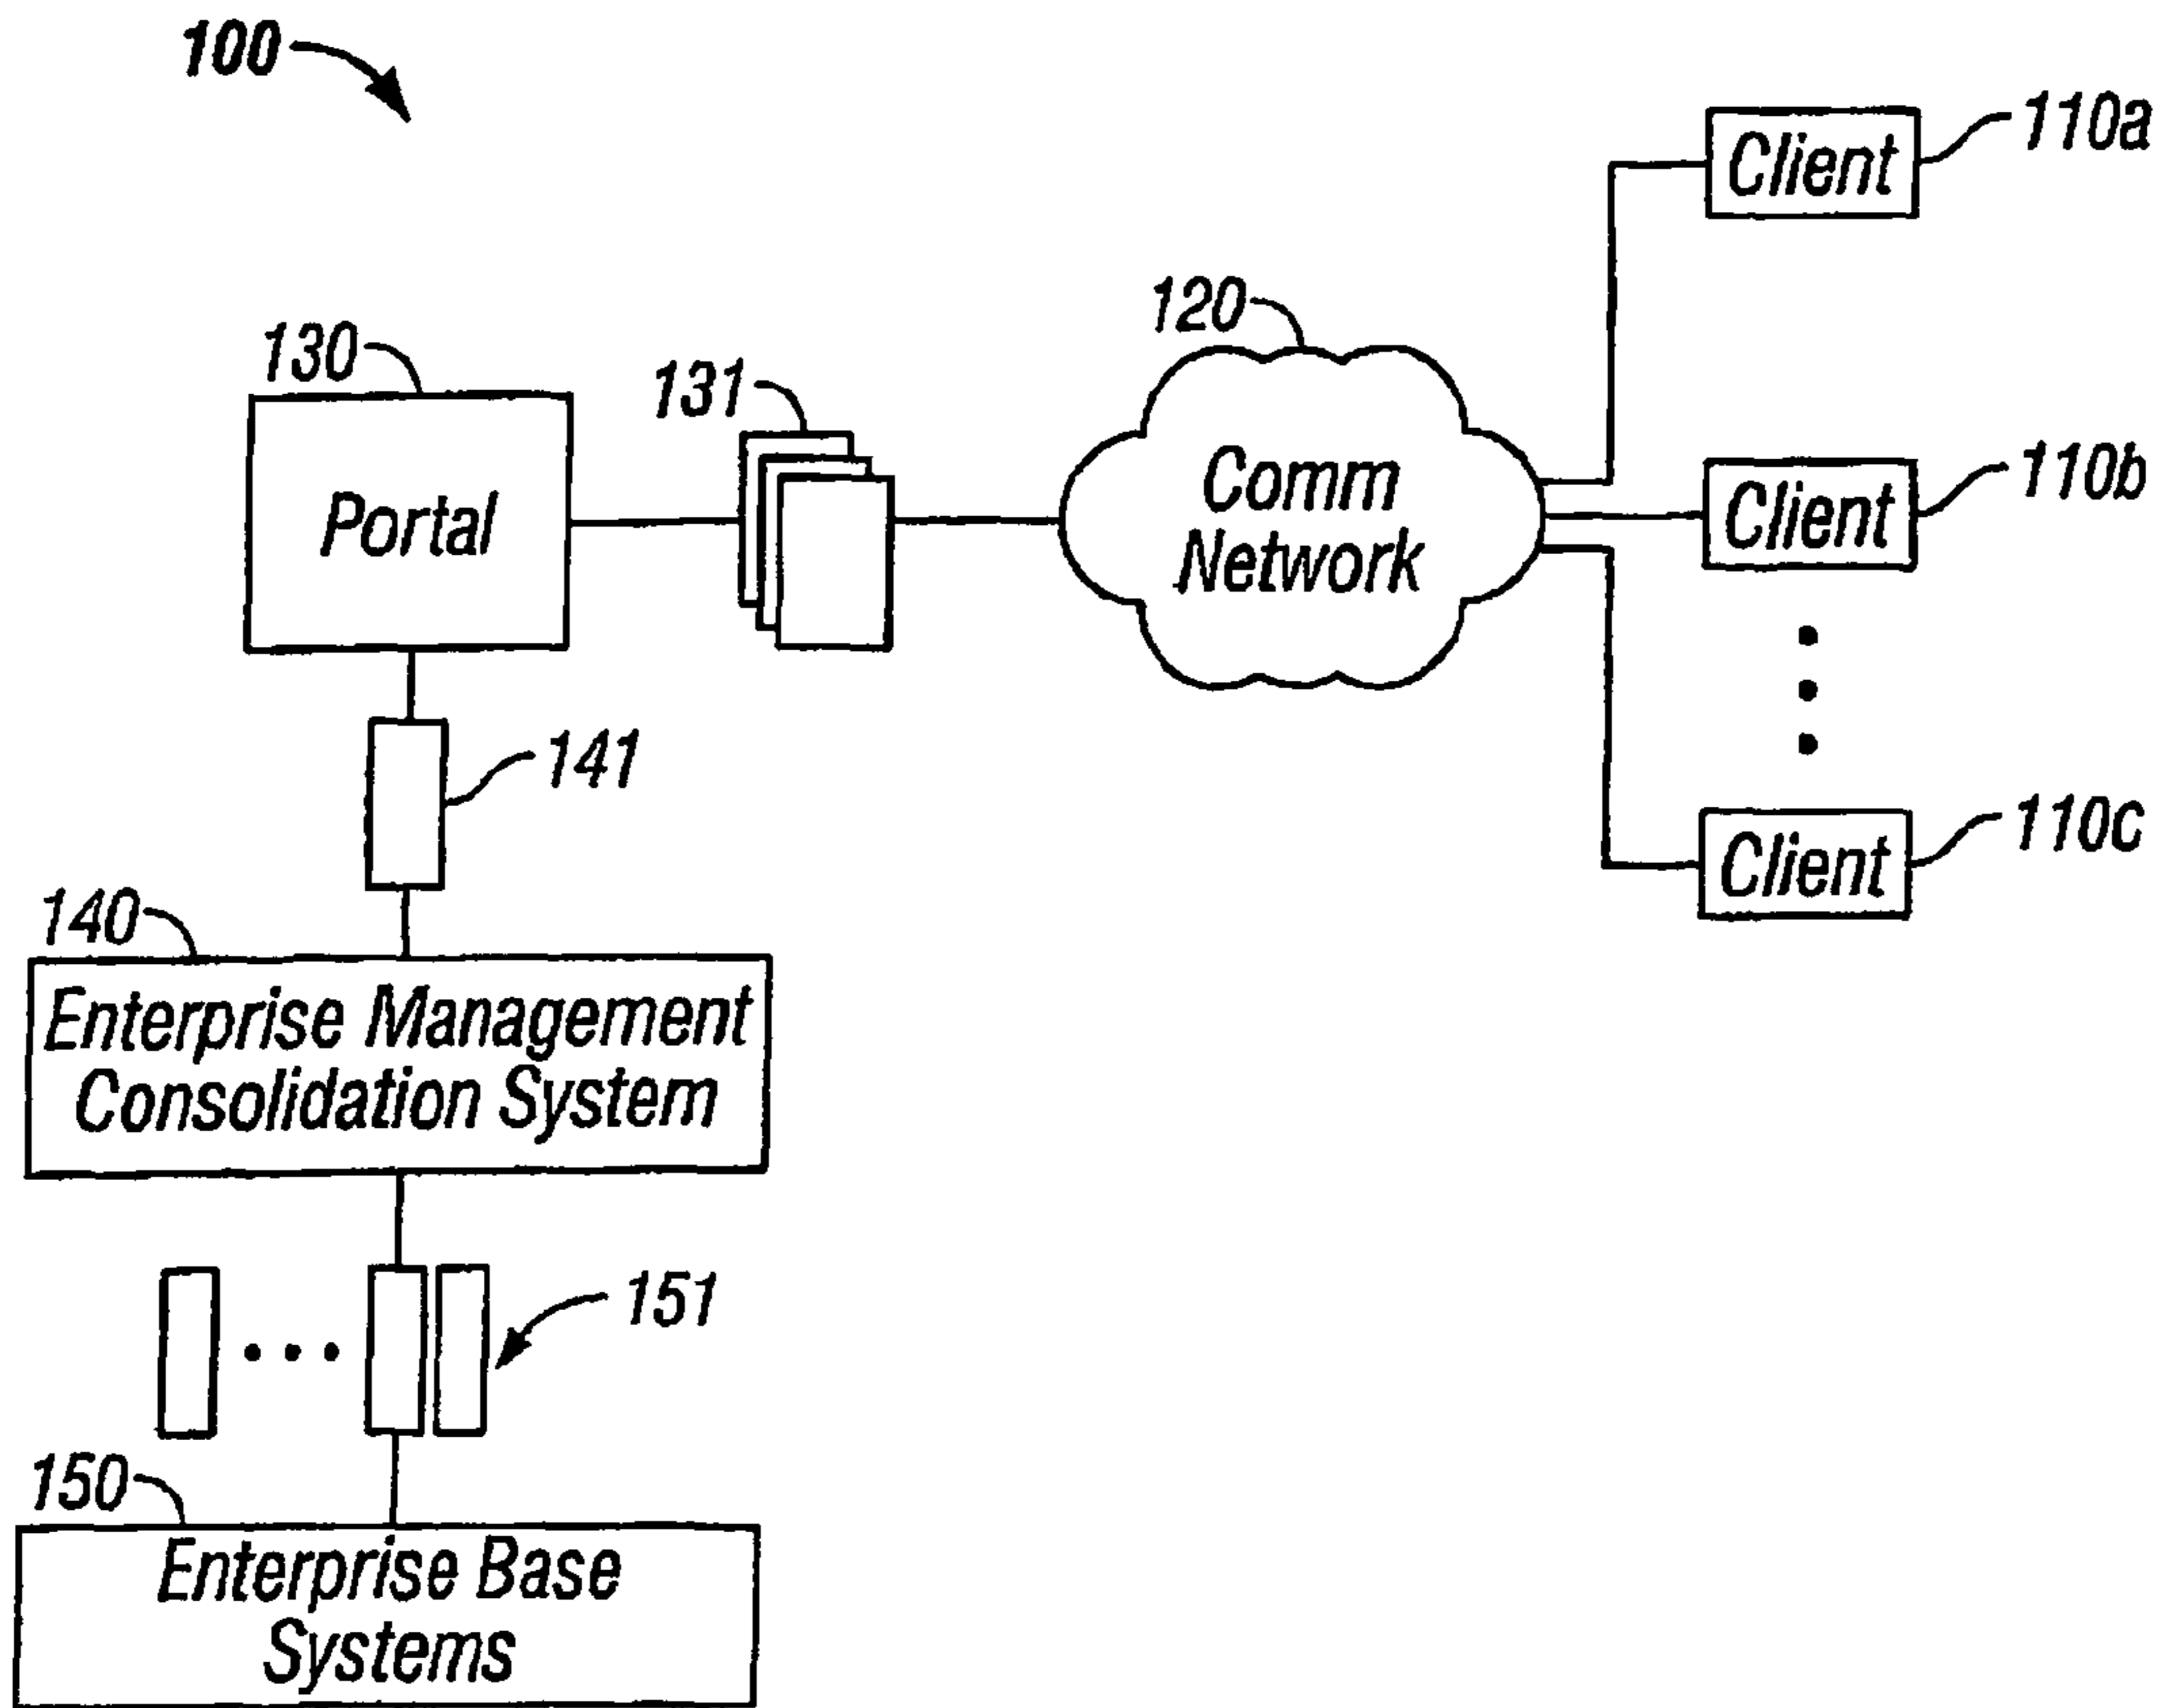 100
110a
Client
120
130
131
110b
Comm
Network
Client
Portal
141
110c
Client
140
Enterprise Management
Consolidation System
151
150
Enterprise Base
Systems